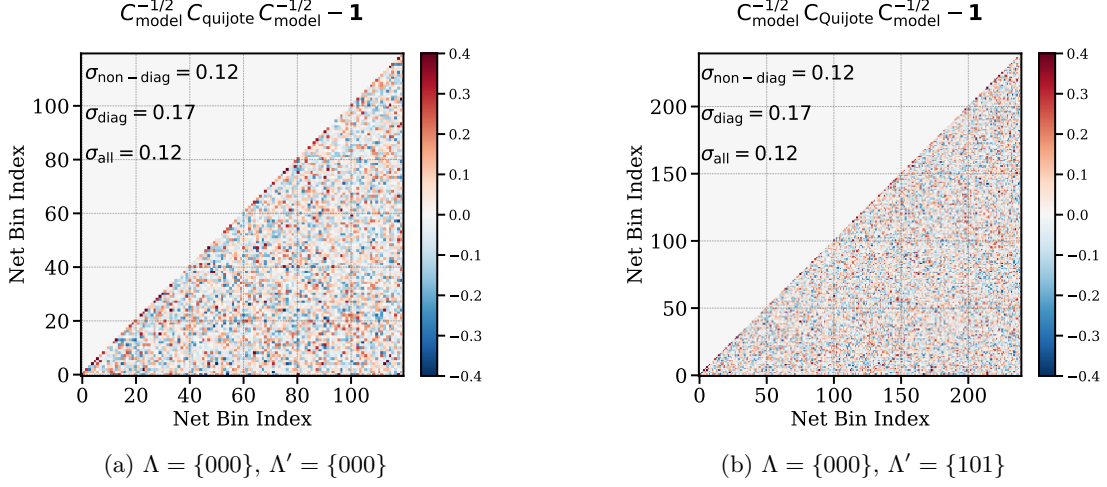 C_model^{-1/2} C_quijote C_model^{-1/2} − 1
σ_non−diag = 0.12
σ_diag = 0.17
σ_all = 0.12
Net Bin Index
100
80
60
40
20
0
0 20 40 60 80 100
Net Bin Index
0.4
0.3
0.2
0.1
0.0
−0.1
−0.2
−0.3
−0.4
(a) Λ = {000}, Λ′ = {000}
C_model^{-1/2} C_Quijote C_model^{-1/2} − 1
σ_non−diag = 0.12
σ_diag = 0.17
σ_all = 0.12
Net Bin Index
200
150
100
50
0
0 50 100 150 200
Net Bin Index
0.4
0.3
0.2
0.1
0.0
−0.1
−0.2
−0.3
−0.4
(b) Λ = {000}, Λ′ = {101}